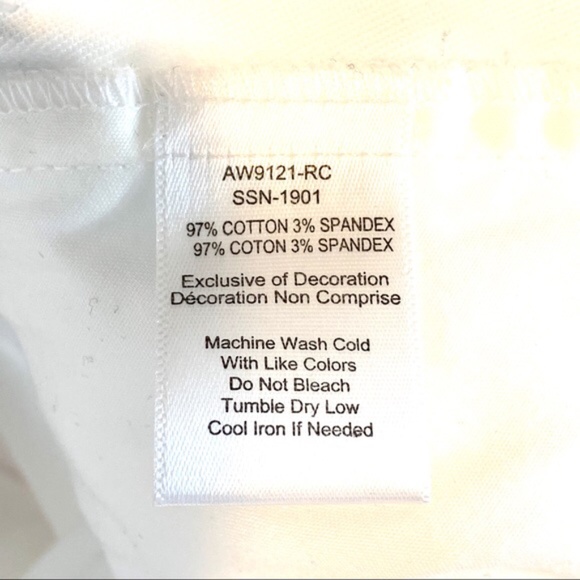 AW9121-RC
SSN-1901
97% COTTON 3% SPANDEX
97% COTON 3% SPANDEX
Exclusive of Decoration
Décoration Non Comprise
Machine Wash Cold
With Like Colors
Do Not Bleach
Tumble Dry Low
Cool Iron If Needed